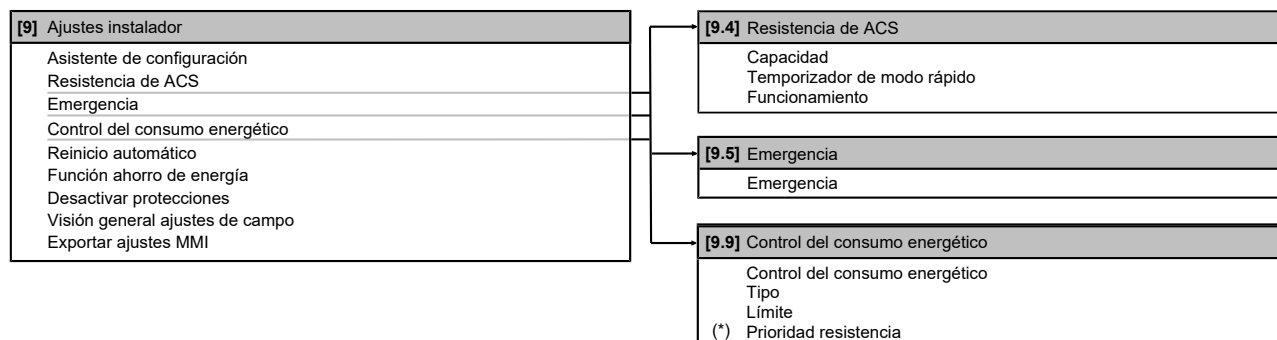 [9] Ajustes instalador
Asistente de configuración
Resistencia de ACS
Emergencia
Control del consumo energético
Reinicio automático
Función ahorro de energía
Desactivar protecciones
Visión general ajustes de campo
Exportar ajustes MMI
[9.4] Resistencia de ACS
Capacidad
Temporizador de modo rápido
Funcionamiento
[9.5] Emergencia
Emergencia
[9.9] Control del consumo energético
Control del consumo energético
Tipo
Límite
(*) Prioridad resistencia